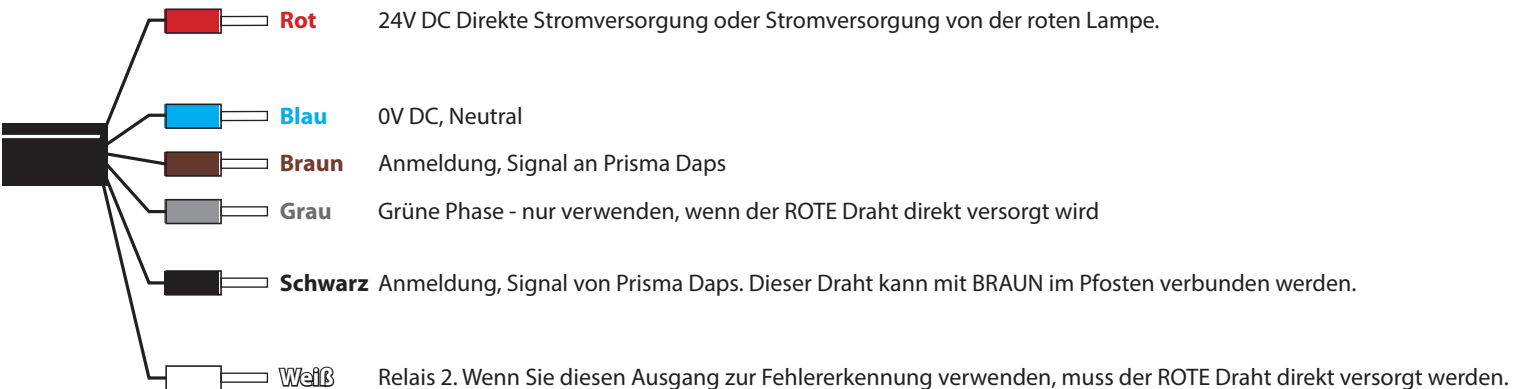 Rot 24V DC Direkte Stromversorgung oder Stromversorgung von der roten Lampe.
Blau 0V DC, Neutral
Braun Anmeldung, Signal an Prisma Daps
Grau Grüne Phase - nur verwenden, wenn der ROTE Draht direkt versorgt wird
Schwarz Anmeldung, Signal von Prisma Daps. Dieser Draht kann mit BRAUN im Pfosten verbunden werden.
Weiß Relais 2. Wenn Sie diesen Ausgang zur Fehlererkennung verwenden, muss der ROTE Draht direkt versorgt werden.